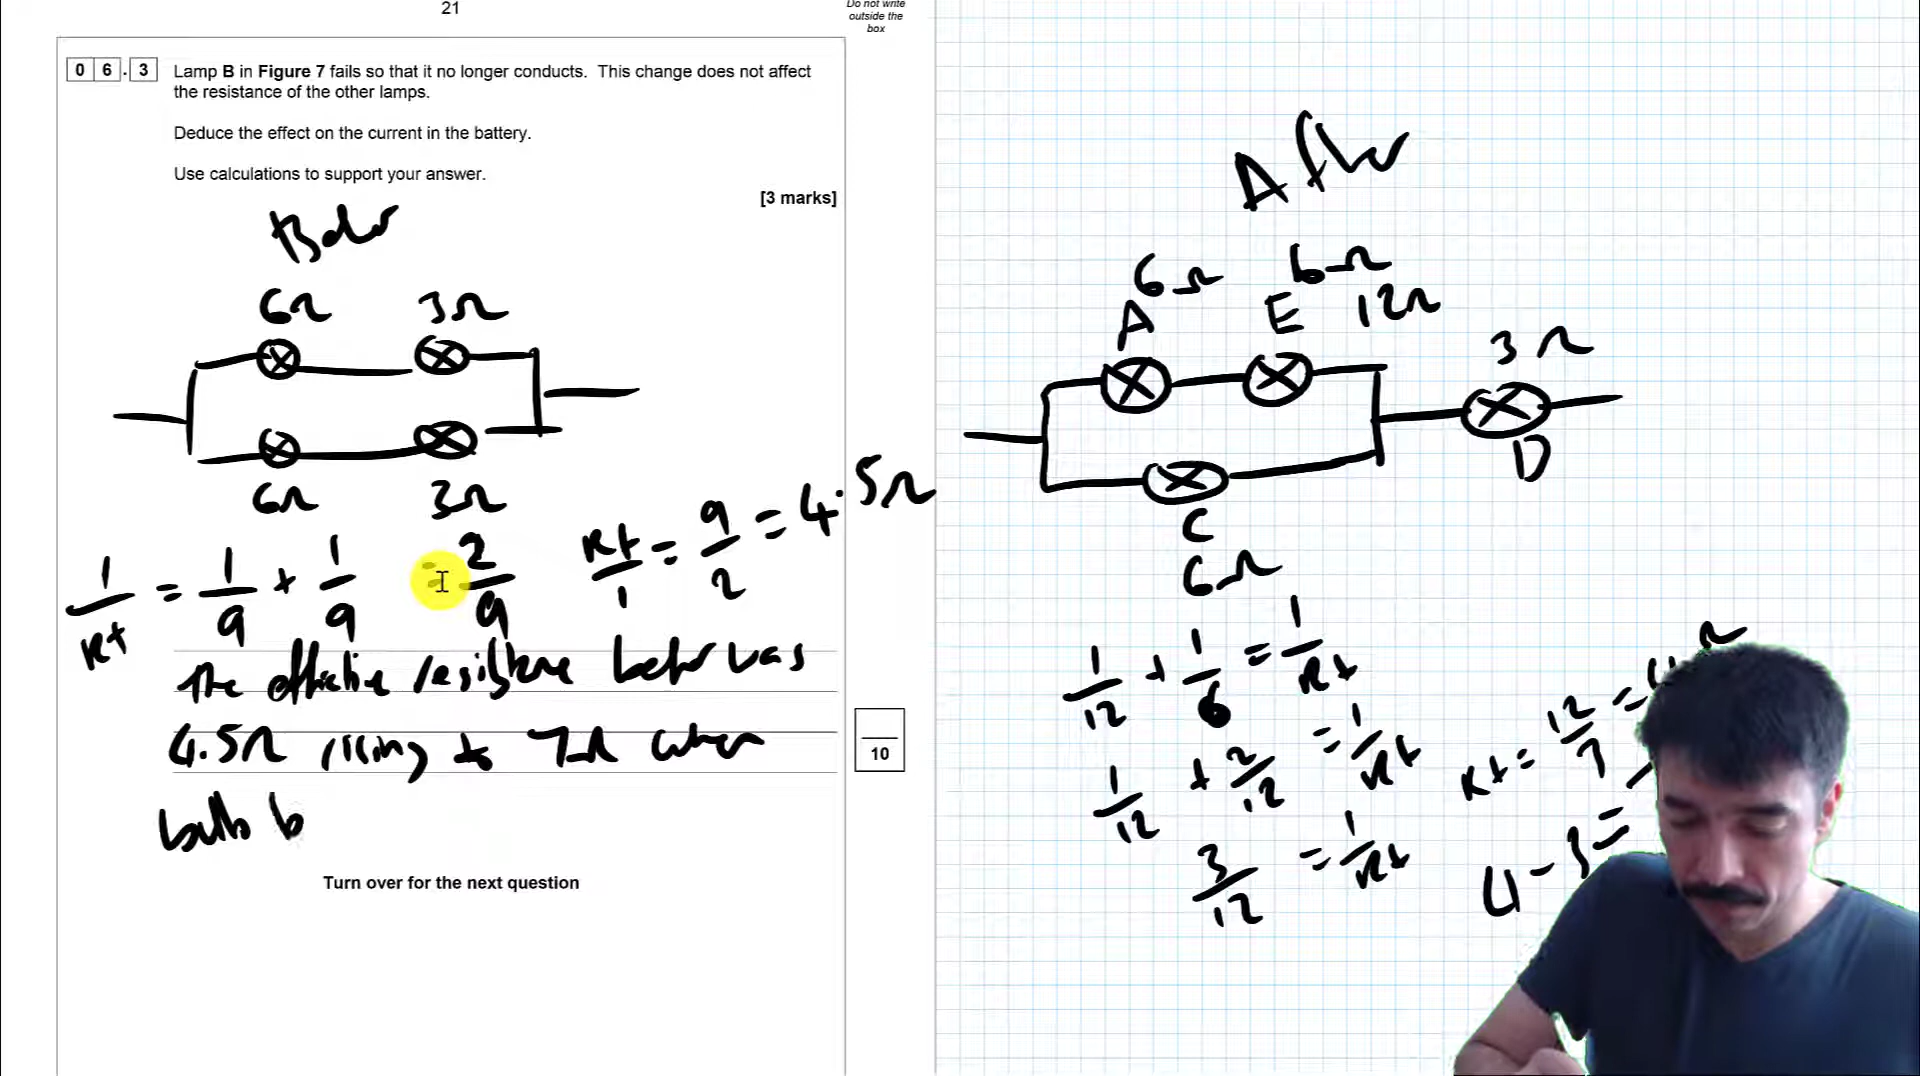 21
Do not write
outside the
box
0 6 . 3 Lamp B in Figure 7 fails so that it no longer conducts. This change does not affect
the resistance of the other lamps.
Deduce the effect on the current in the battery.
Use calculations to support your answer.
[3 marks]
6Ω 3Ω
6Ω 3Ω
1/Rt = 1/9 + 1/9 = 2/9 Rt/1 = 9/2 = 4.5Ω
The effective resistance before was
4.5Ω rising to 7Ω when
bulb b
10
Turn over for the next question
After
6Ω 6Ω
A E 12Ω
3Ω
D
C
6Ω
1/12 + 1/6 = 1/Rt
1/12 + 2/12 = 1/Rt
3/12 = 1/Rt
Rt =